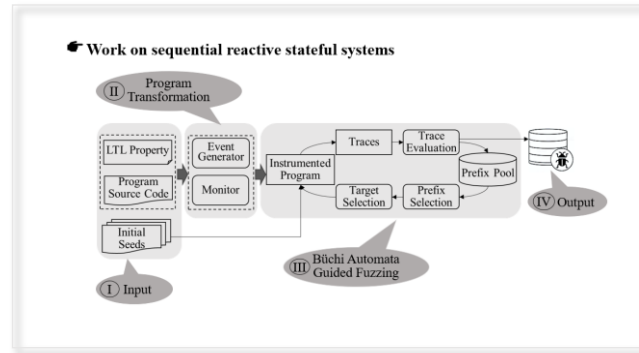 Work on sequential reactive stateful systems
II Program
Transformation
LTL Property
Program
Source Code
Initial
Seeds
I Input
Event
Generator
Monitor
Instrumented
Program
Traces
Trace
Evaluation
Prefix Pool
Target
Selection
Prefix
Selection
III Büchi Automata
Guided Fuzzing
IV Output